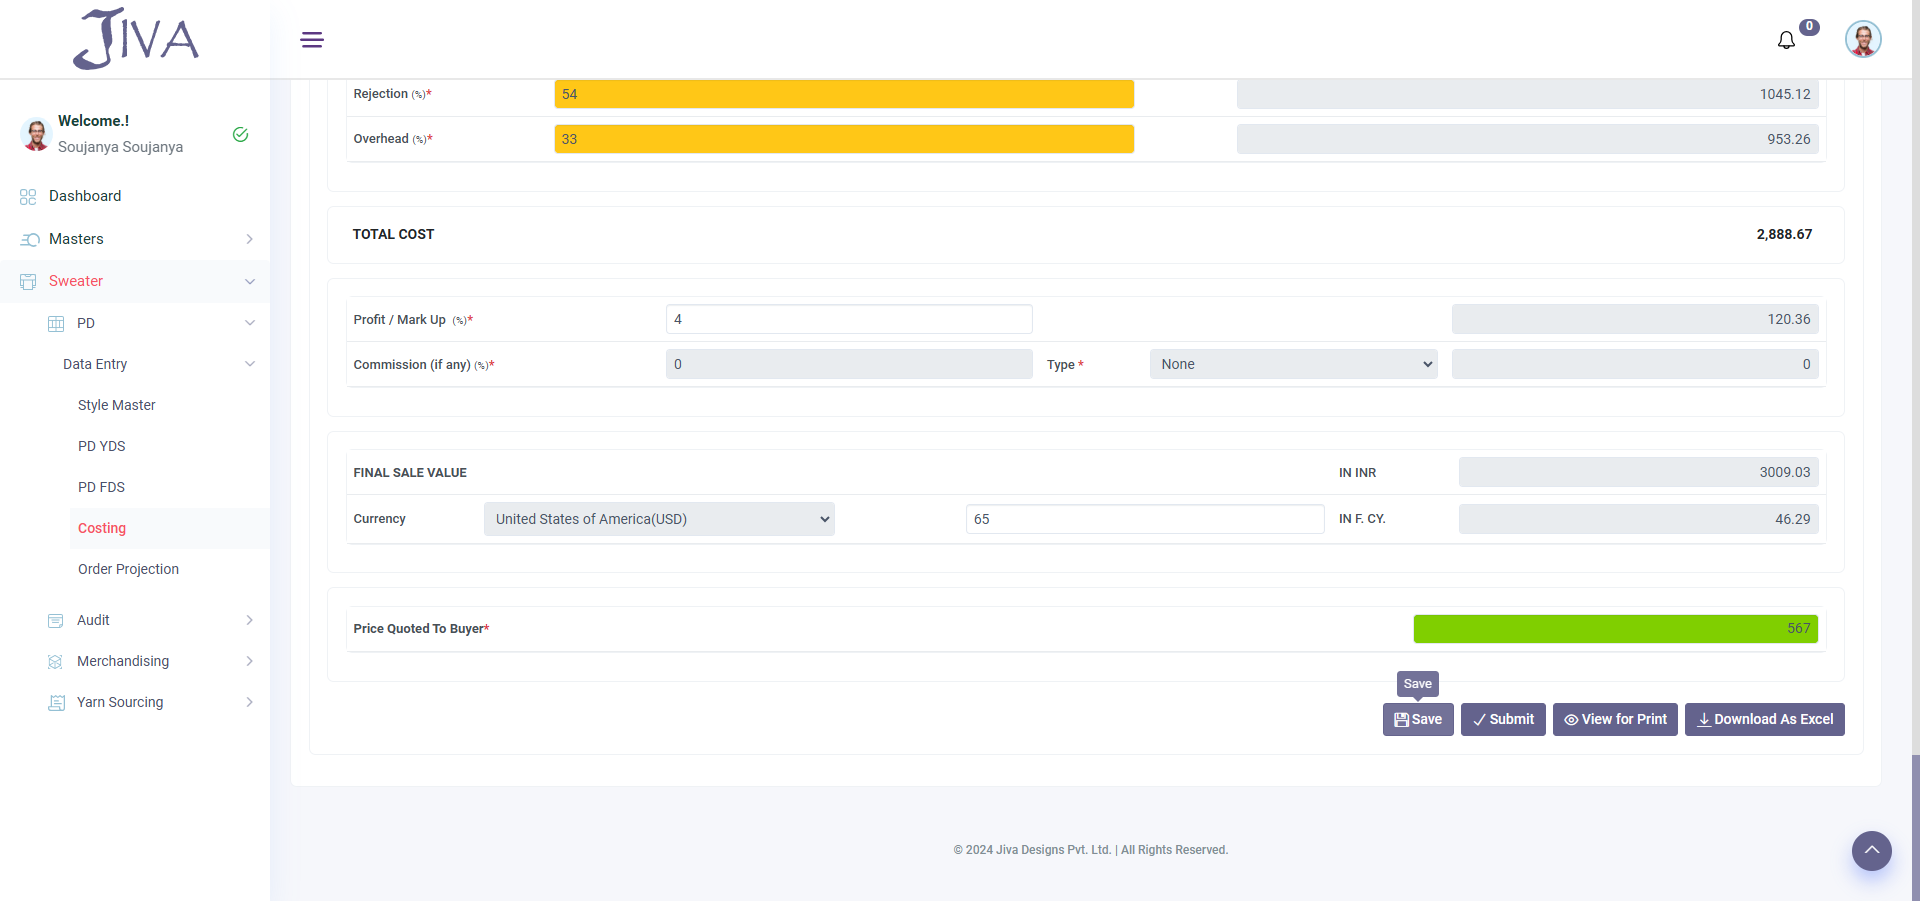 JIVA
0
Welcome.!
Soujanya Soujanya
Dashboard
Masters
Sweater
PD
Data Entry
Style Master
PD YDS
PD FDS
Costing
Order Projection
Audit
Merchandising
Yarn Sourcing
Rejection (%)* 54 1045.12
Overhead (%)* 33 953.26
TOTAL COST 2,888.67
Profit / Mark Up (%)* 4 120.36
Commission (if any) (%)* 0 Type * None 0
FINAL SALE VALUE IN INR 3009.03
Currency United States of America(USD) 65 IN F. CY. 46.29
Price Quoted To Buyer* 567
Save
Save Submit View for Print Download As Excel
© 2024 Jiva Designs Pvt. Ltd. | All Rights Reserved.